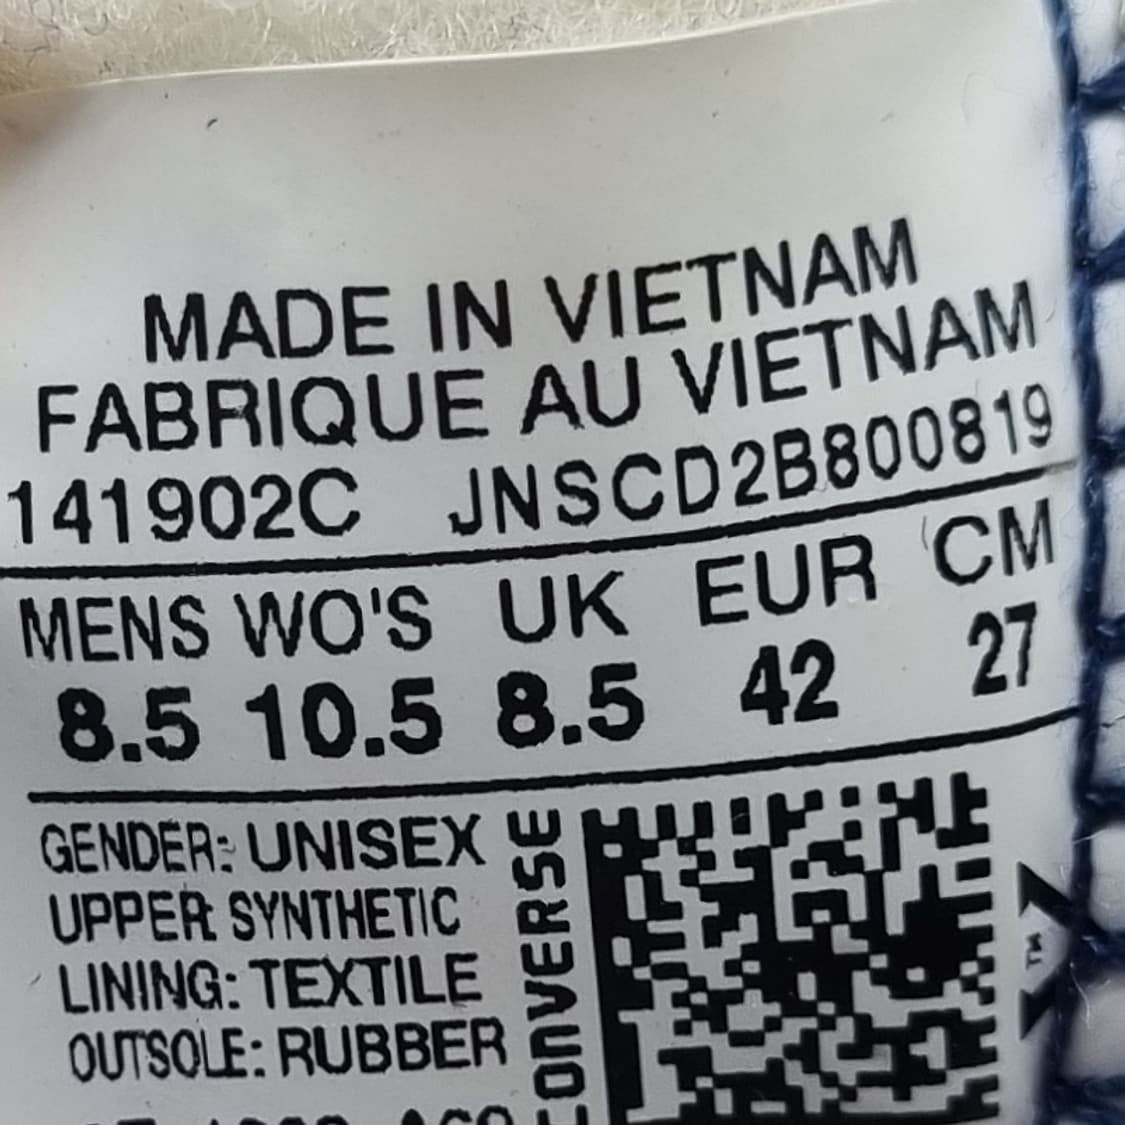 MADE IN VIETNAM
FABRIQUE AU VIETNAM
141902C JNSCD2B800819
MENS WO'S UK EUR CM
8.5 10.5 8.5 42 27
GENDER: UNISEX
UPPER: SYNTHETIC
LINING: TEXTILE
OUTSOLE: RUBBER
CONVERSE
TM